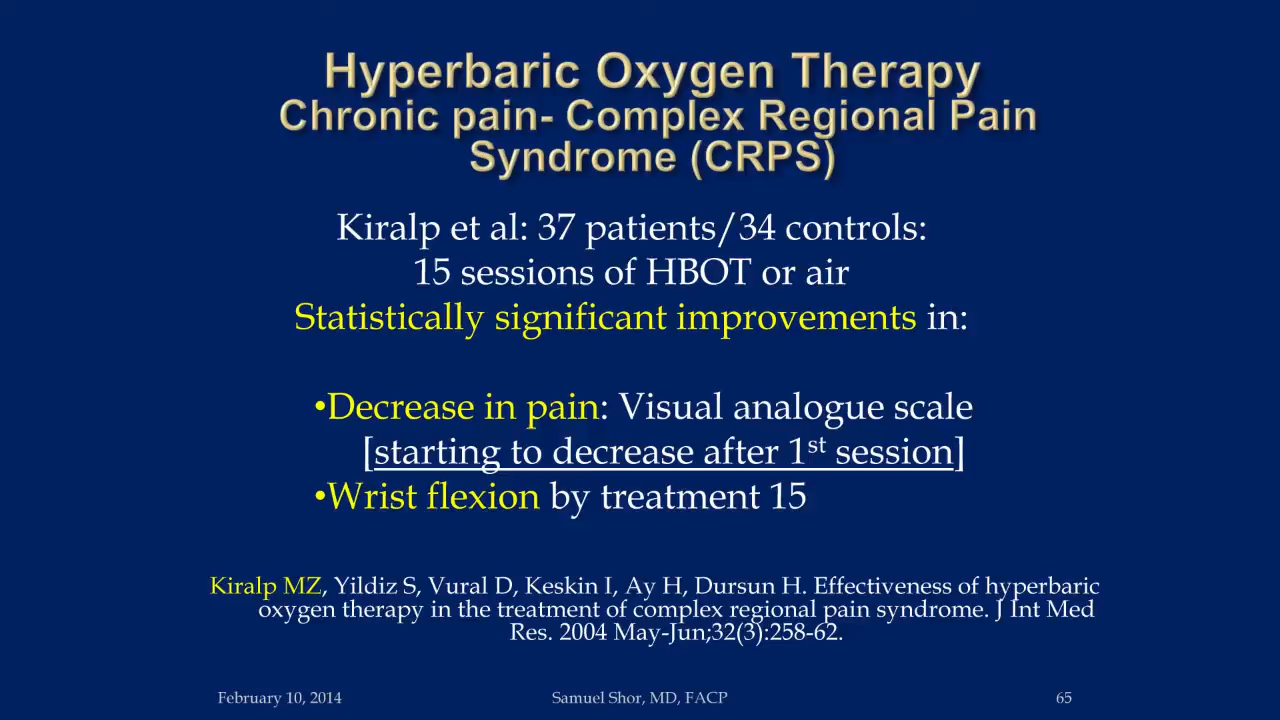 Hyperbaric Oxygen Therapy
Chronic pain- Complex Regional Pain
Syndrome (CRPS)
Kiralp et al: 37 patients/34 controls:
15 sessions of HBOT or air
Statistically significant improvements in:
•Decrease in pain: Visual analogue scale
[starting to decrease after 1st session]
•Wrist flexion by treatment 15
Kiralp MZ, Yildiz S, Vural D, Keskin I, Ay H, Dursun H. Effectiveness of hyperbaric
oxygen therapy in the treatment of complex regional pain syndrome. J Int Med
Res. 2004 May-Jun;32(3):258-62.
February 10, 2014 Samuel Shor, MD, FACP 65